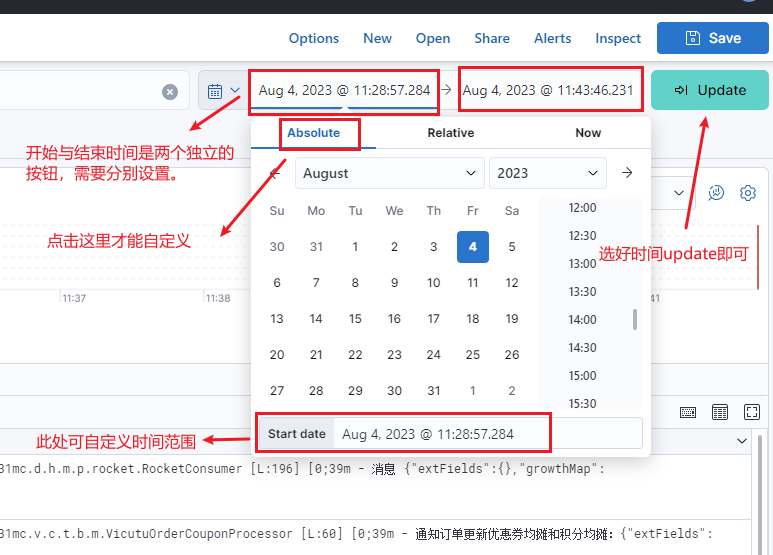 Options New Open Share Alerts Inspect Save
Aug 4, 2023 @ 11:28:57.284 → Aug 4, 2023 @ 11:43:46.231 Update
开始与结束时间是两个独立的
按钮，需要分别设置。
Absolute Relative Now
August 2023
点击这里才能自定义
选好时间update即可
Su Mo Tu We Th Fr Sa
30 31 1 2 3 4 5
6 7 8 9 10 11 12
13 14 15 16 17 18 19
20 21 22 23 24 25 26
27 28 29 30 31 1 2
12:00
12:30
13:00
13:30
14:00
14:30
15:00
15:30
11:37 11:38 41
此处可自定义时间范围
Start date Aug 4, 2023 @ 11:28:57.284
31mc.d.h.m.p.rocket.RocketConsumer [L:196] [0;39m - 消息 {"extFields":{},"growthMap":
31mc.v.c.t.b.m.VicutuOrderCouponProcessor [L:60] [0;39m - 通知订单更新优惠券均摊和积分均摊: {"extFields":